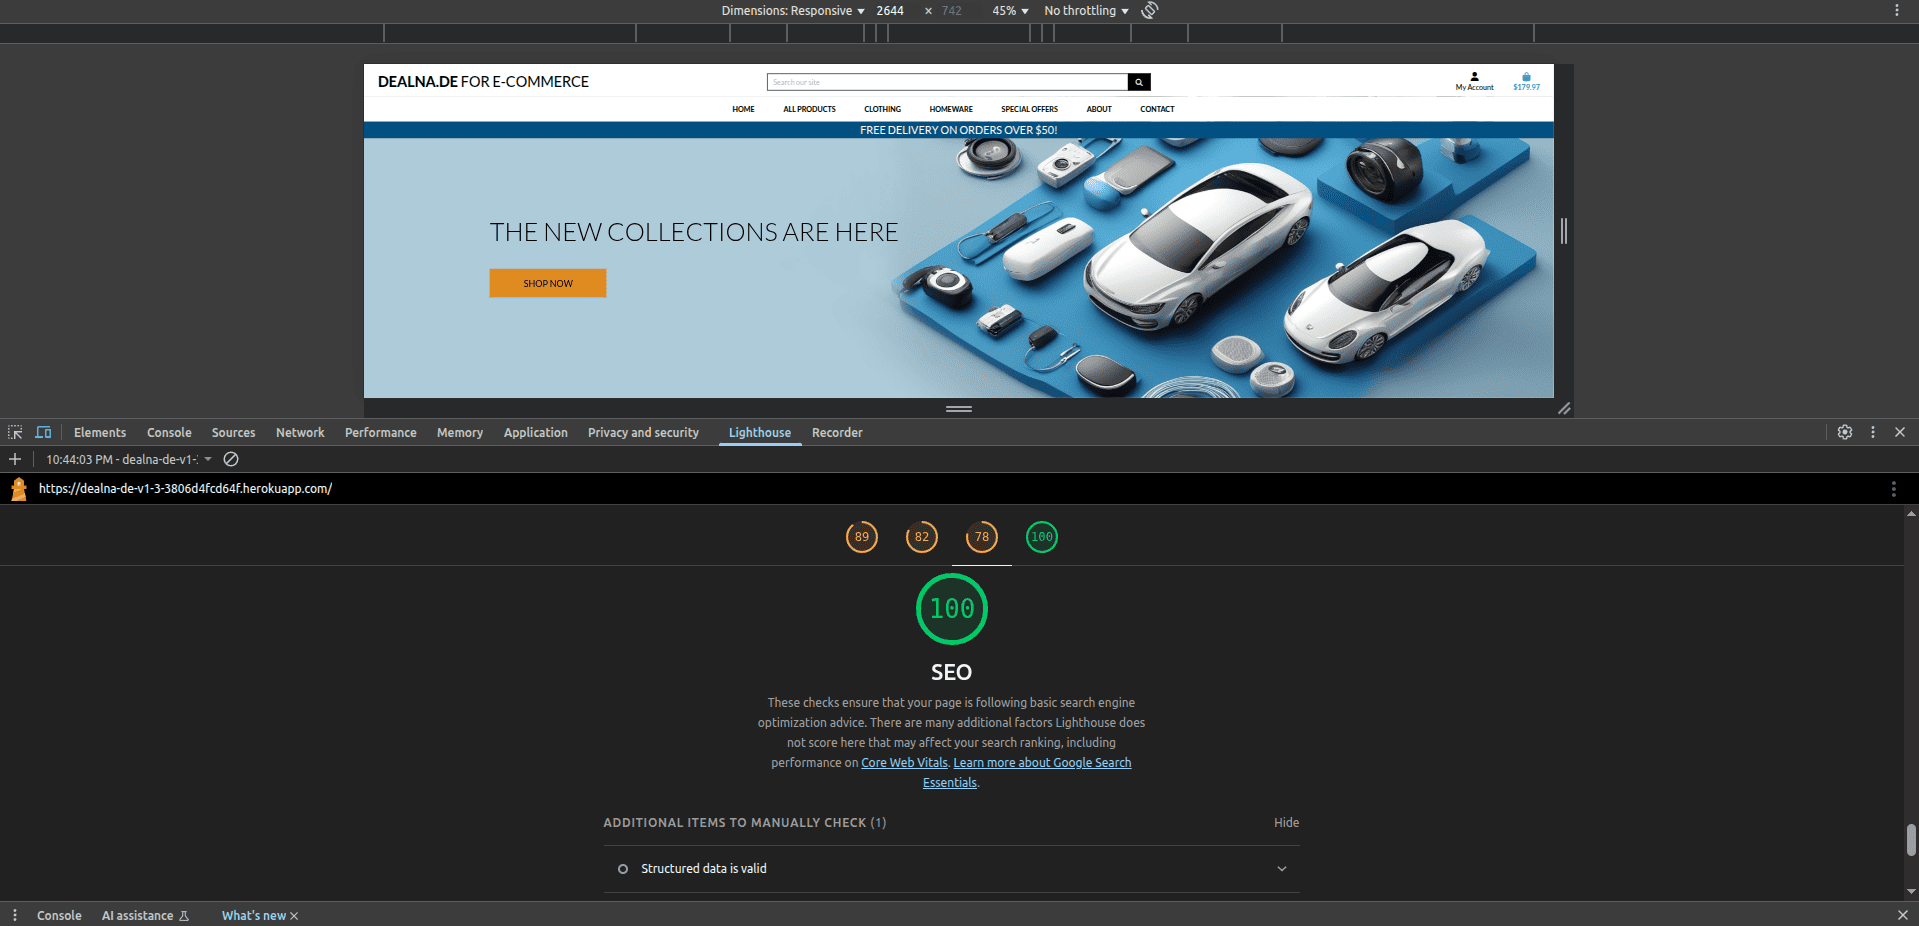 Dimensions: Responsive 2644 × 742 45% No throttling
DEALNA.DE FOR E-COMMERCE
Search our site
My Account
$179.97
HOME ALL PRODUCTS CLOTHING HOMEWARE SPECIAL OFFERS ABOUT CONTACT
FREE DELIVERY ON ORDERS OVER $50!
THE NEW COLLECTIONS ARE HERE
SHOP NOW
Elements Console Sources Network Performance Memory Application Privacy and security Lighthouse Recorder
10:44:03 PM - dealna-de-v1-
https://dealna-de-v1-3-3806d4fcd64f.herokuapp.com/
89 82 78 100
100
SEO
These checks ensure that your page is following basic search engine
optimization advice. There are many additional factors Lighthouse does
not score here that may affect your search ranking, including
performance on Core Web Vitals. Learn more about Google Search
Essentials.
ADDITIONAL ITEMS TO MANUALLY CHECK (1) Hide
Structured data is valid
Console AI assistance What's new